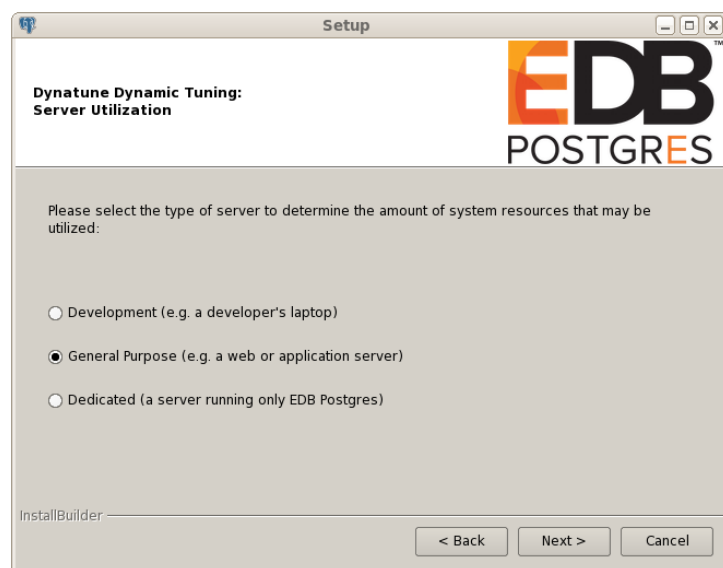 Setup
Dynatune Dynamic Tuning:
Server Utilization
EDB™
POSTGRES
Please select the type of server to determine the amount of system resources that may be
utilized:
Development (e.g. a developer's laptop)
General Purpose (e.g. a web or application server)
Dedicated (a server running only EDB Postgres)
InstallBuilder
< Back Next > Cancel